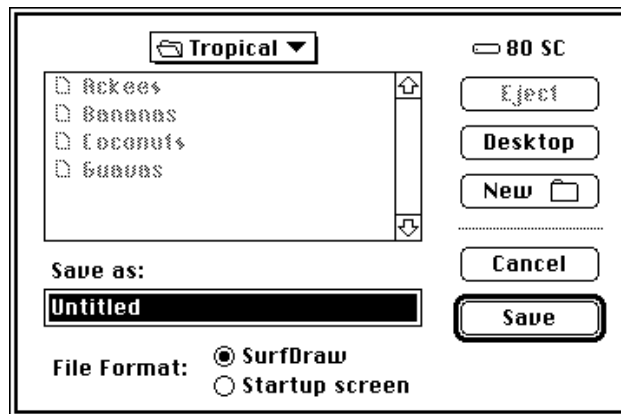 Tropical
80 SC
Ackees
Bananas
Coconuts
Guavas
Eject
Desktop
New
Save as:
Untitled
Cancel
Save
File Format:
SurfDraw
Startup screen